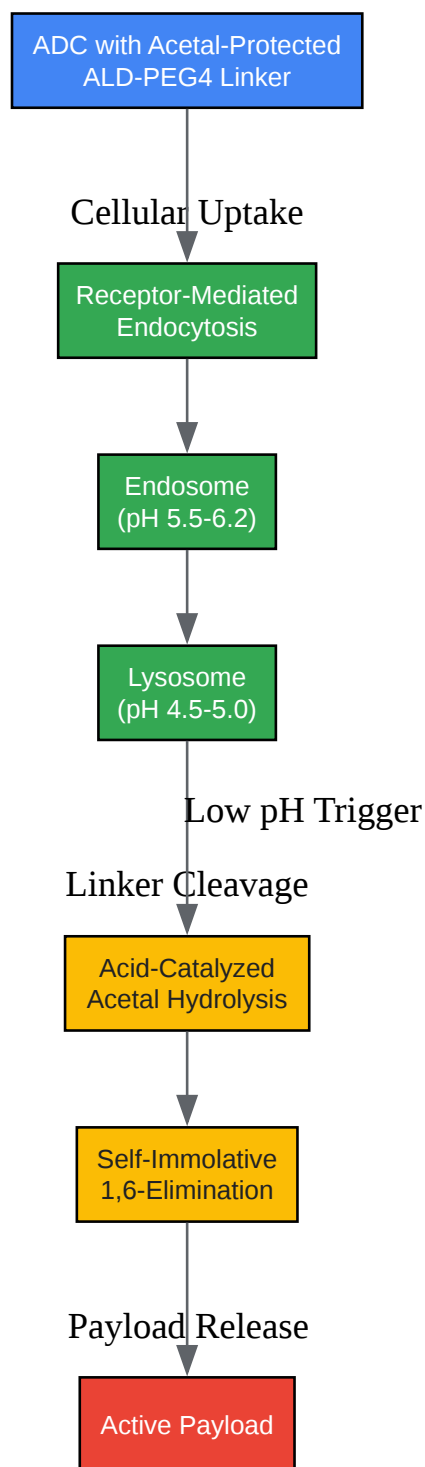 ADC with Acetal-Protected
ALD-PEG4 Linker
Cellular Uptake
Receptor-Mediated
Endocytosis
Endosome
(pH 5.5-6.2)
Lysosome
(pH 4.5-5.0)
Low pH Trigger
Linker Cleavage
Acid-Catalyzed
Acetal Hydrolysis
Self-Immolative
1,6-Elimination
Payload Release
Active Payload